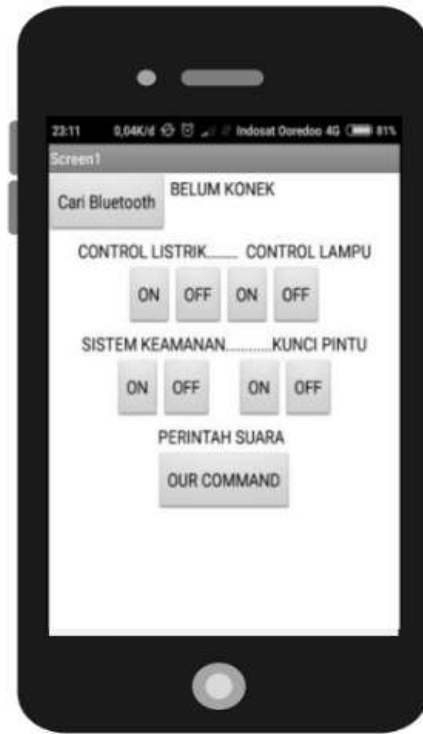 23:11 0,04K/d Indosat Ooredoo 4G 81%
Screen1
Cari Bluetooth BELUM KONEK
CONTROL LISTRIK....... CONTROL LAMPU
ON OFF ON OFF
SISTEM KEAMANAN............KUNCI PINTU
ON OFF ON OFF
PERINTAH SUARA
OUR COMMAND